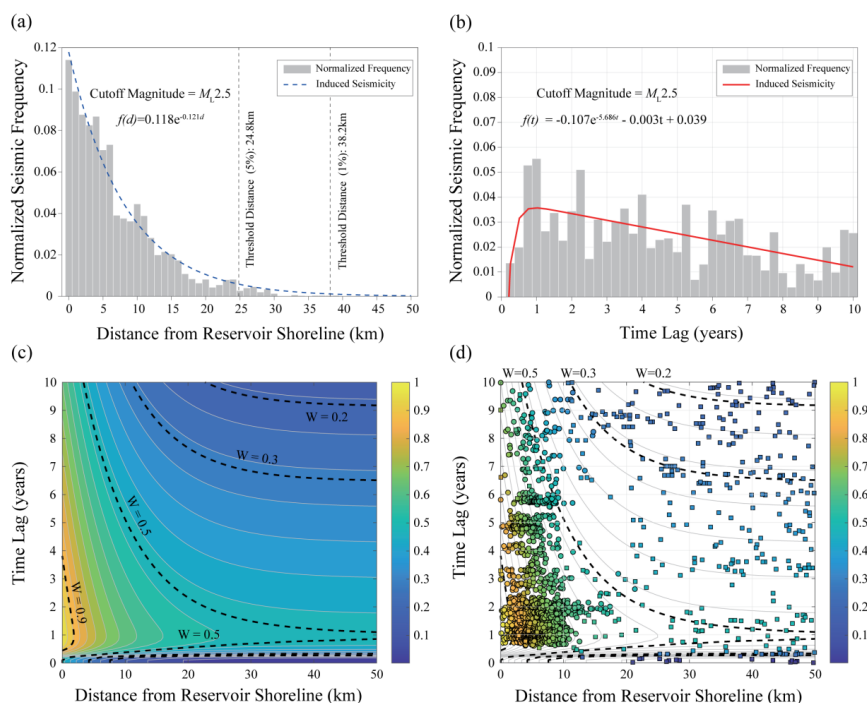 (a)
Normalized Seismic Frequency
0.12
0.1
0.08
0.06
0.04
0.02
0
Normalized Frequency
Induced Seismicity
Cutoff Magnitude = ML2.5
f(d)=0.118e^-0.121d
Threshold Distance (5%): 24.8km
Threshold Distance (1%): 38.2km
0 5 10 15 20 25 30 35 40 45 50
Distance from Reservoir Shoreline (km)
(b)
Normalized Seismic Frequency
0.1
0.09
0.08
0.07
0.06
0.05
0.04
0.03
0.02
0.01
0
Normalized Frequency
Induced Seismicity
Cutoff Magnitude = ML2.5
f(t) = -0.107e^-5.686t - 0.003t + 0.039
0 1 2 3 4 5 6 7 8 9 10
Time Lag (years)
(c)
Time Lag (years)
10
9
8
7
6
5
4
3
2
1
0
W = 0.2
W = 0.3
W = 0.5
W = 0.9
W = 0.5
0 10 20 30 40 50
Distance from Reservoir Shoreline (km)
1
0.9
0.8
0.7
0.6
0.5
0.4
0.3
0.2
0.1
(d)
W=0.5 W=0.3 W=0.2
Time Lag (years)
10
9
8
7
6
5
4
3
2
1
0
0 10 20 30 40 50
Distance from Reservoir Shoreline (km)
1
0.9
0.8
0.7
0.6
0.5
0.4
0.3
0.2
0.1